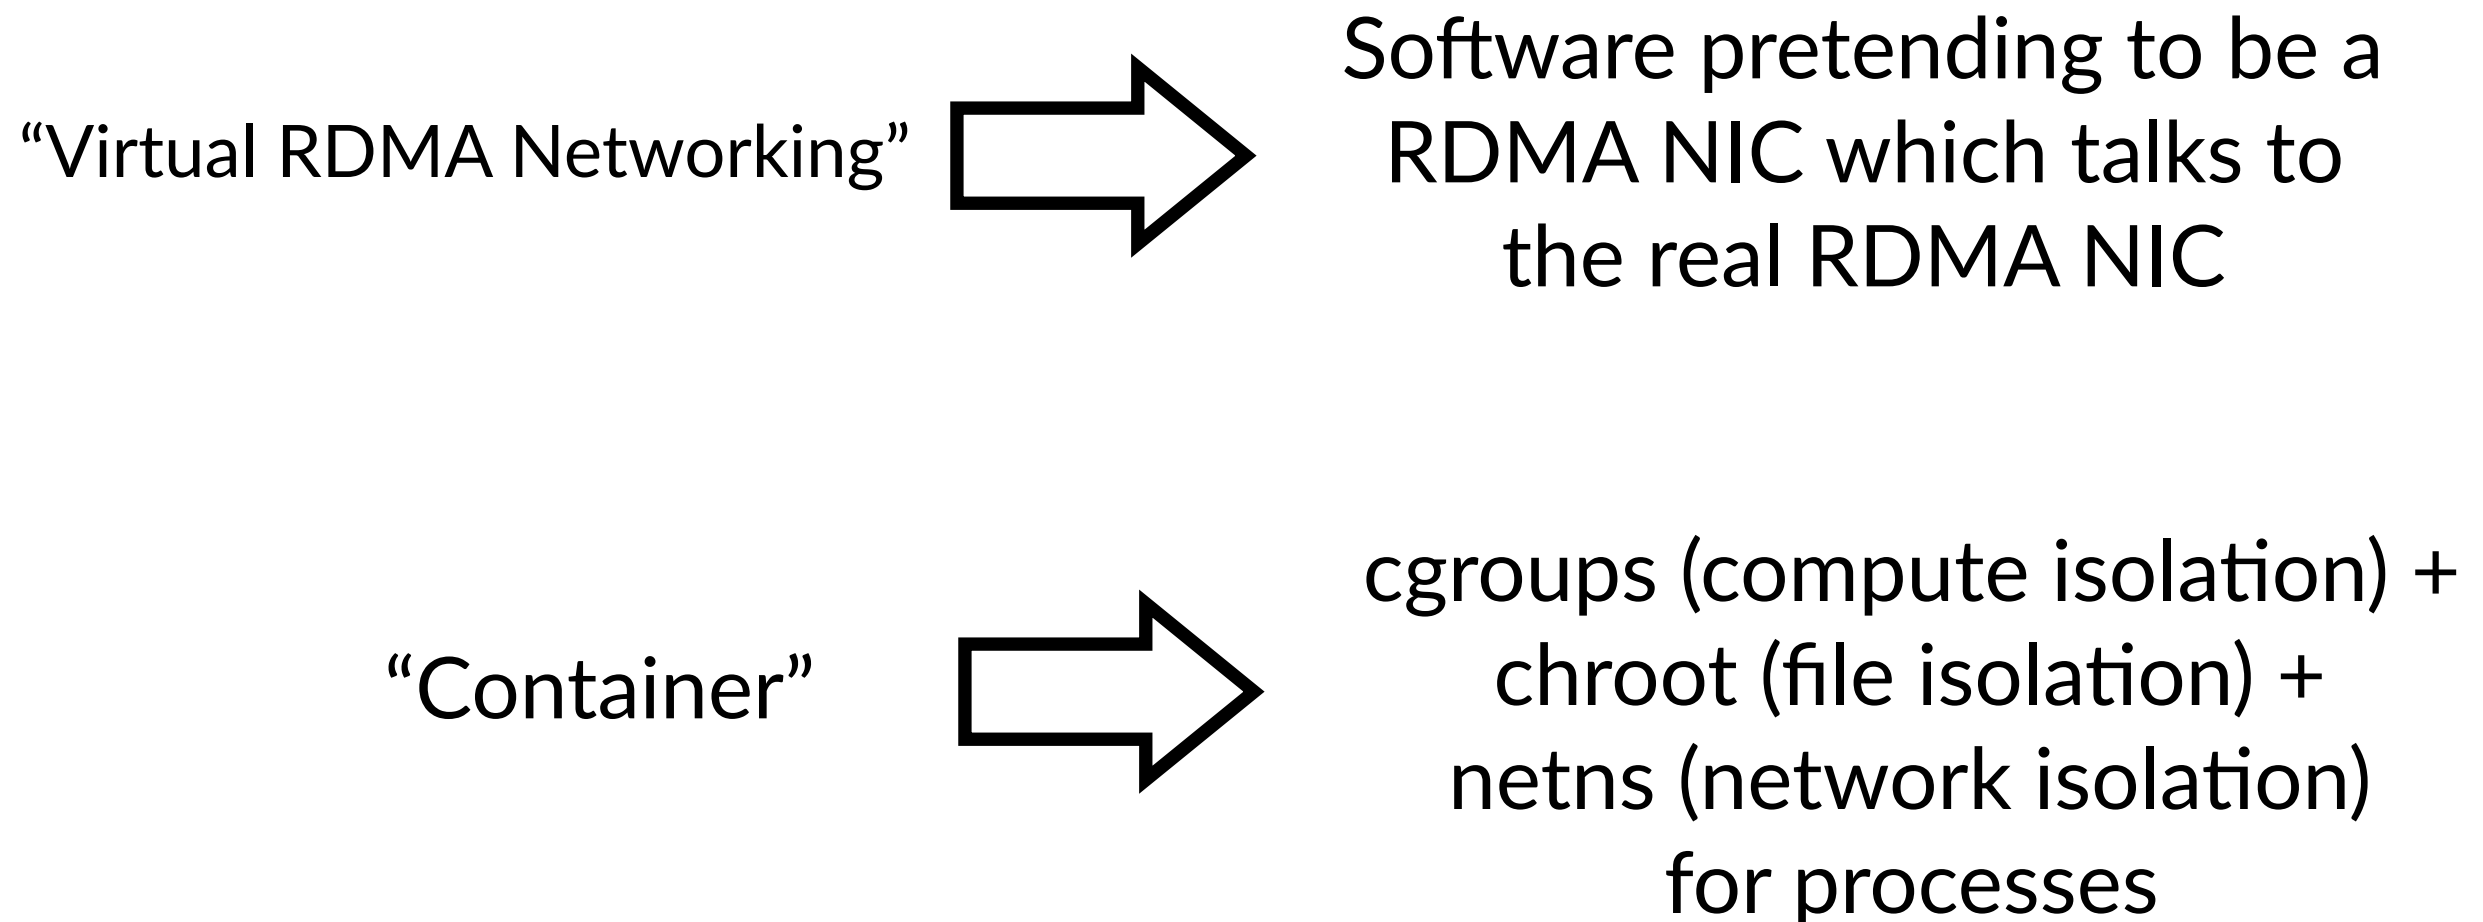 “Virtual RDMA Networking”
Software pretending to be a
RDMA NIC which talks to
the real RDMA NIC
“Container”
cgroups (compute isolation) +
chroot (file isolation) +
netns (network isolation)
for processes